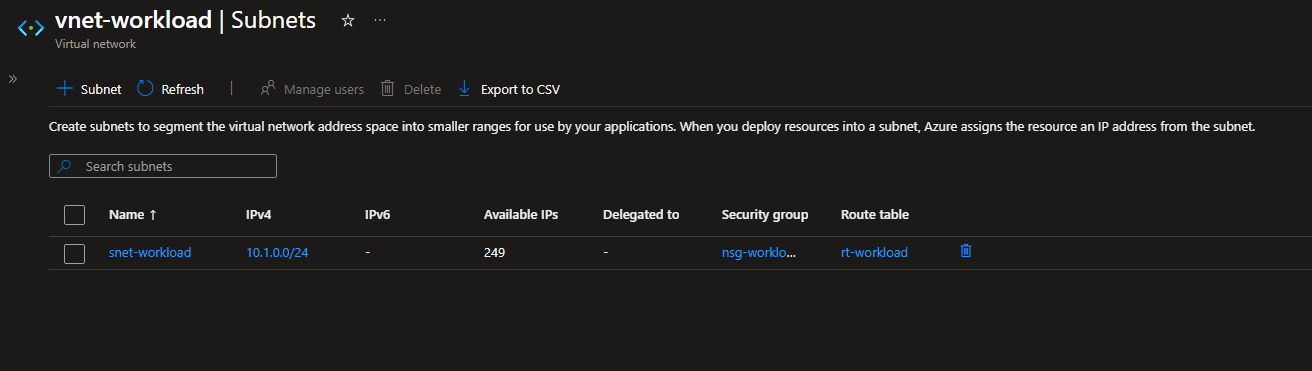 vnet-workload | Subnets ☆ ...
Virtual network
»
+ Subnet Refresh | Manage users Delete Export to CSV
Create subnets to segment the virtual network address space into smaller ranges for use by your applications. When you deploy resources into a subnet, Azure assigns the resource an IP address from the subnet.
Search subnets
Name ↑ IPv4 IPv6 Available IPs Delegated to Security group Route table
snet-workload 10.1.0.0/24 - 249 - nsg-worklo... rt-workload